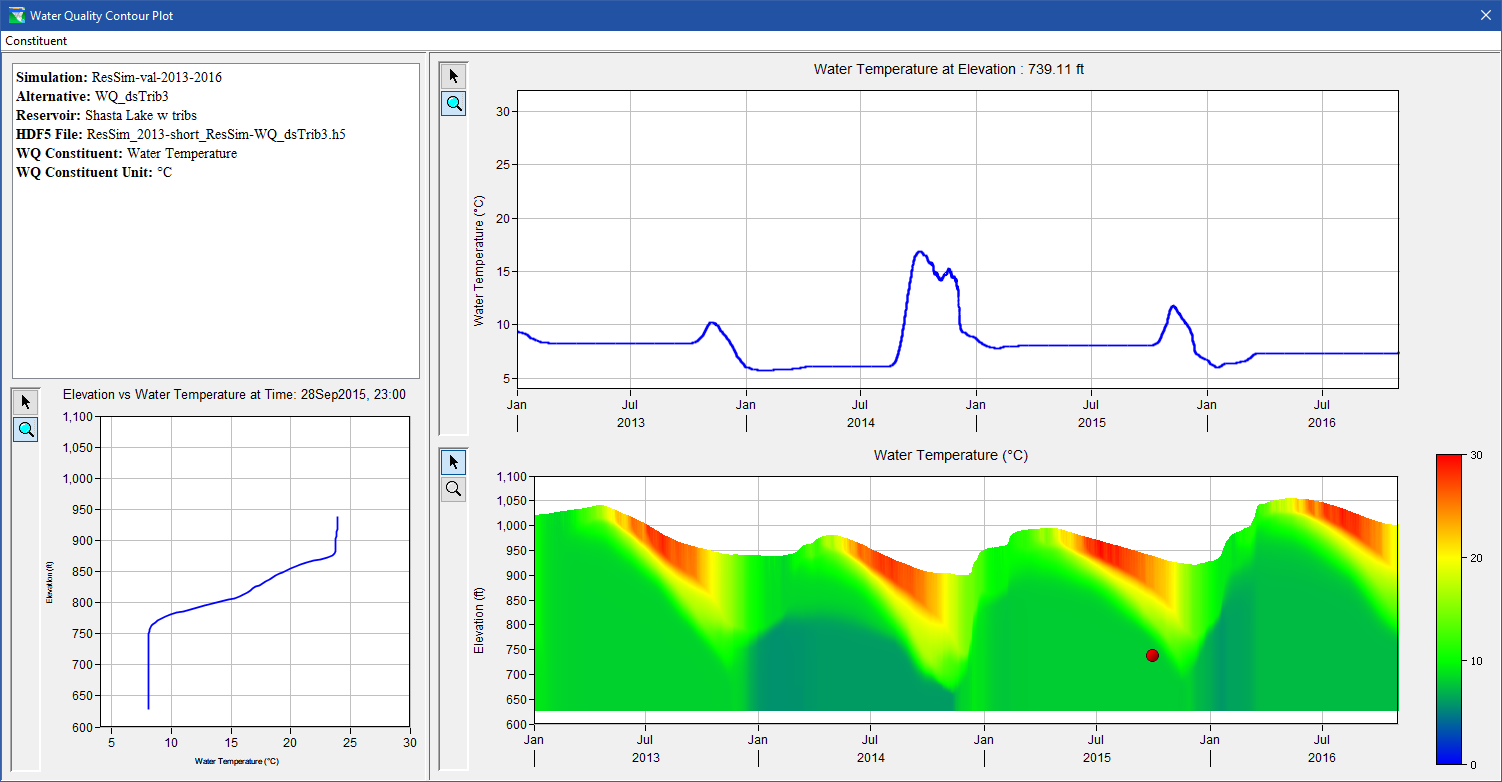 Water Quality Contour Plot
Constituent
Simulation: ResSim-val-2013-2016
Alternative: WQ_dsTrib3
Reservoir: Shasta Lake w tribs
HDF5 File: ResSim_2013-short_ResSim-WQ_dsTrib3.h5
WQ Constituent: Water Temperature
WQ Constituent Unit: °C
Elevation vs Water Temperature at Time: 28Sep2015, 23:00
1,100
1,050
1,000
950
900
850
800
750
700
650
600
Elevation (ft)
5 10 15 20 25 30
Water Temperature (°C)
Water Temperature at Elevation : 739.11 ft
30
25
20
15
10
5
Water Temperature (°C)
Jan Jul Jan Jul Jan Jul Jan Jul
2013 2014 2015 2016
Water Temperature (°C)
1,100
1,050
1,000
950
900
850
800
750
700
650
600
Elevation (ft)
Jan Jul Jan Jul Jan Jul Jan Jul
2013 2014 2015 2016
30
20
10
0